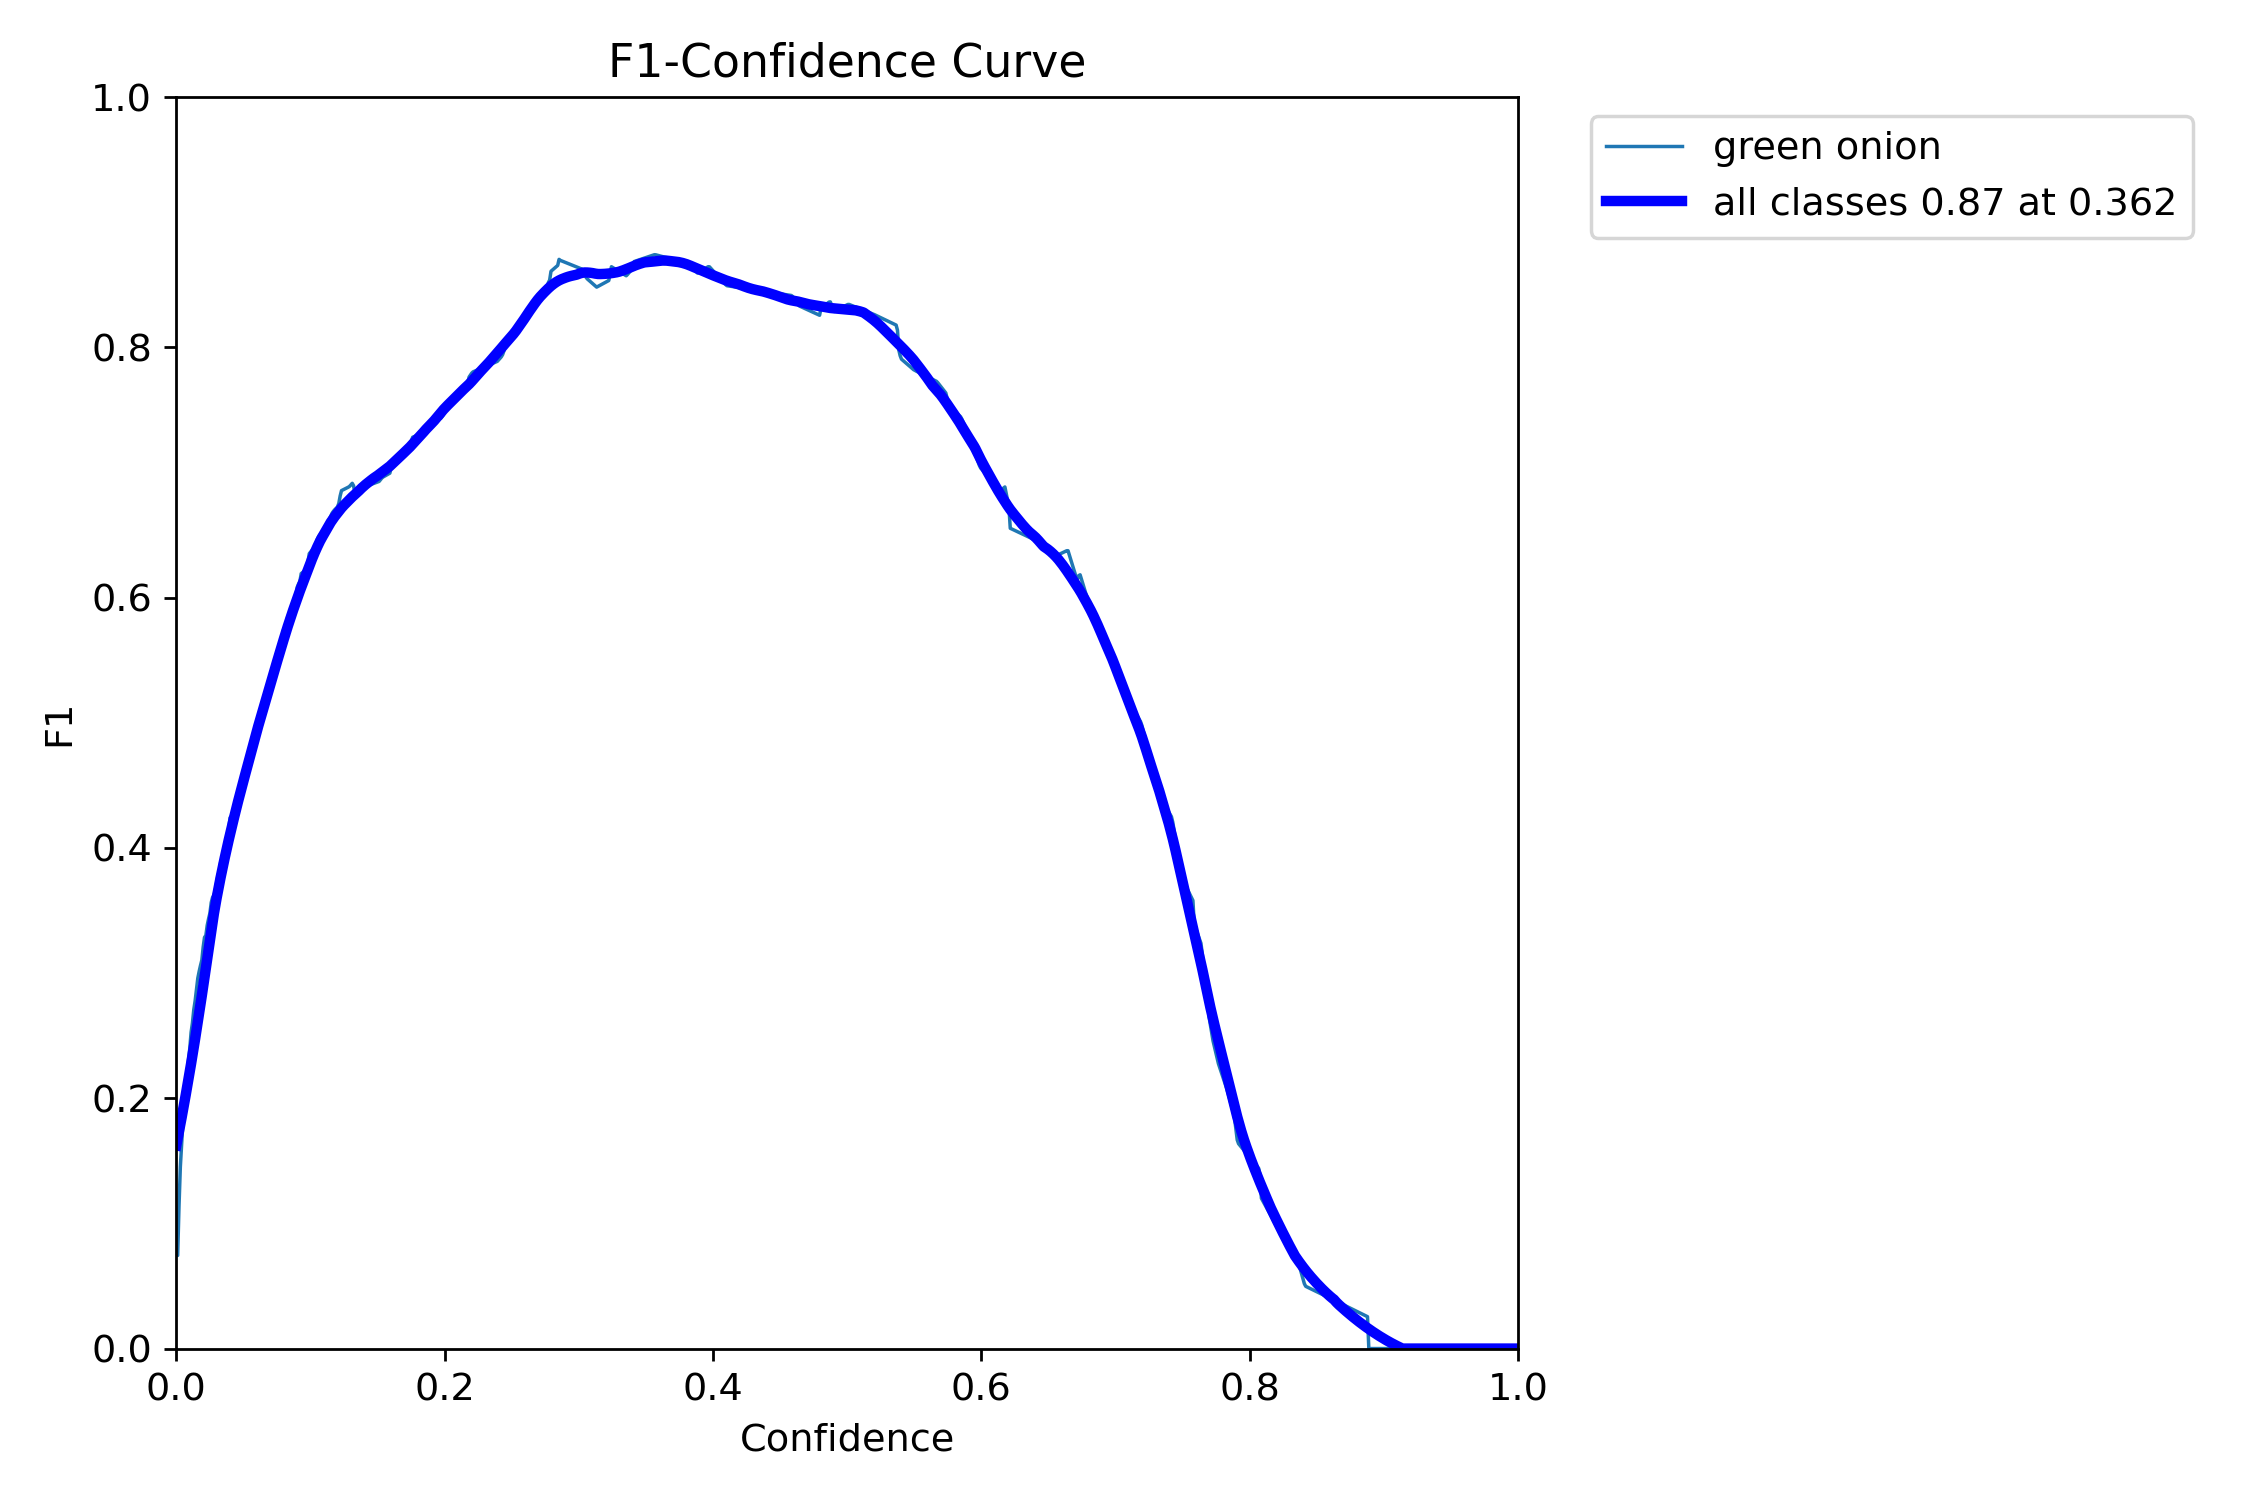 F1-Confidence Curve
green onion
all classes 0.87 at 0.362
1.0
0.8
0.6
0.4
0.2
0.0
F1
0.0 0.2 0.4 0.6 0.8 1.0
Confidence